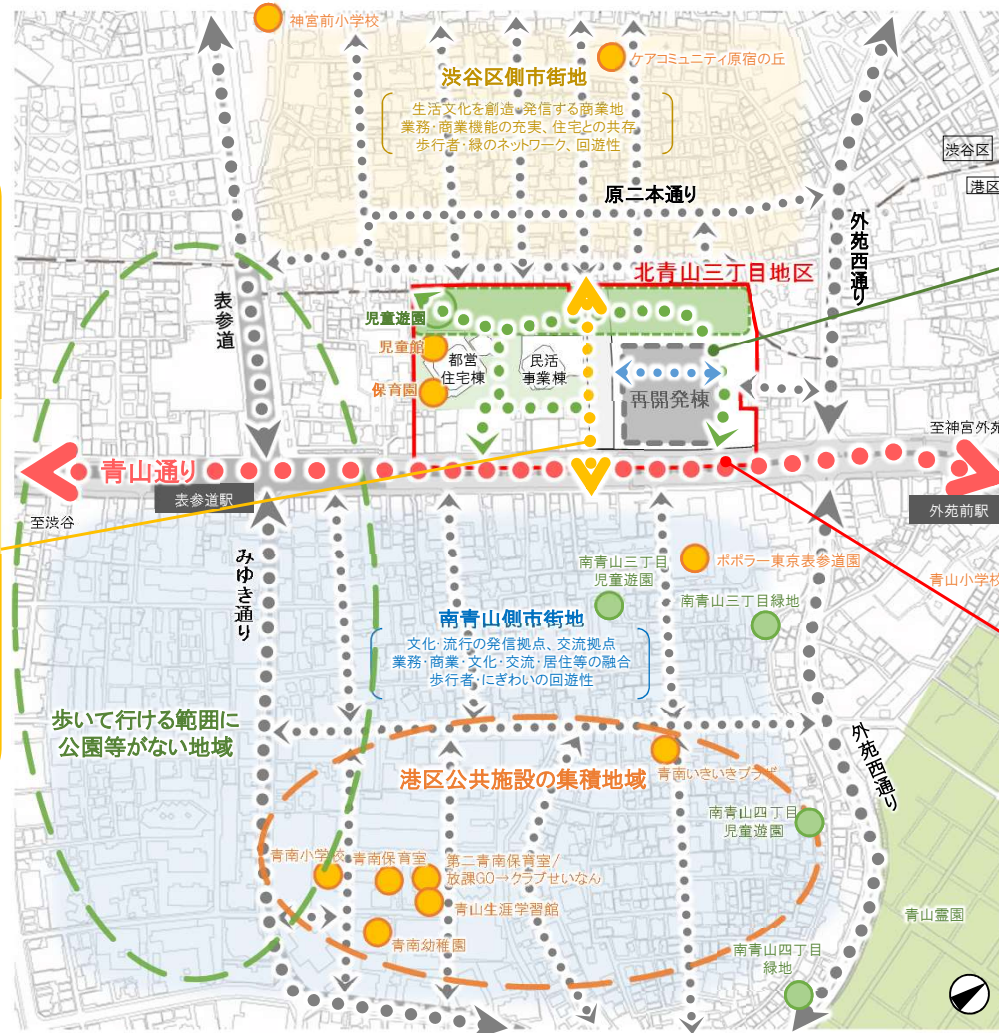 神宮前小学校
ケアコミュニティ原宿の丘
渋谷区側市街地
生活文化を創造・発信する商業地
業務・商業機能の充実、住宅との共存
歩行者・緑のネットワーク、回遊性
渋谷区
港区
原二本通り
外苑西通り
北青山三丁目地区
表参道
児童遊園
児童館
保育園
都営
住宅棟
民活
事業棟
再開発棟
至神宮外苑
青山通り
表参道駅
外苑前駅
至渋谷
みゆき通り
南青山三丁目
児童遊園
ポポラー東京表参道園
青山小学校
南青山三丁目緑地
南青山側市街地
文化・流行の発信拠点、交流拠点
業務・商業・文化・交流・居住等の融合
歩行者・にぎわいの回遊性
歩いて行ける範囲に
公園等がない地域
外苑西通り
港区公共施設の集積地域
青南いきいきプラザ
南青山四丁目
児童遊園
青南小学校
青南保育室
第二青南保育室/
放課GO→クラブせいなん
青山生涯学習館
青南幼稚園
青山霊園
南青山四丁目
緑地